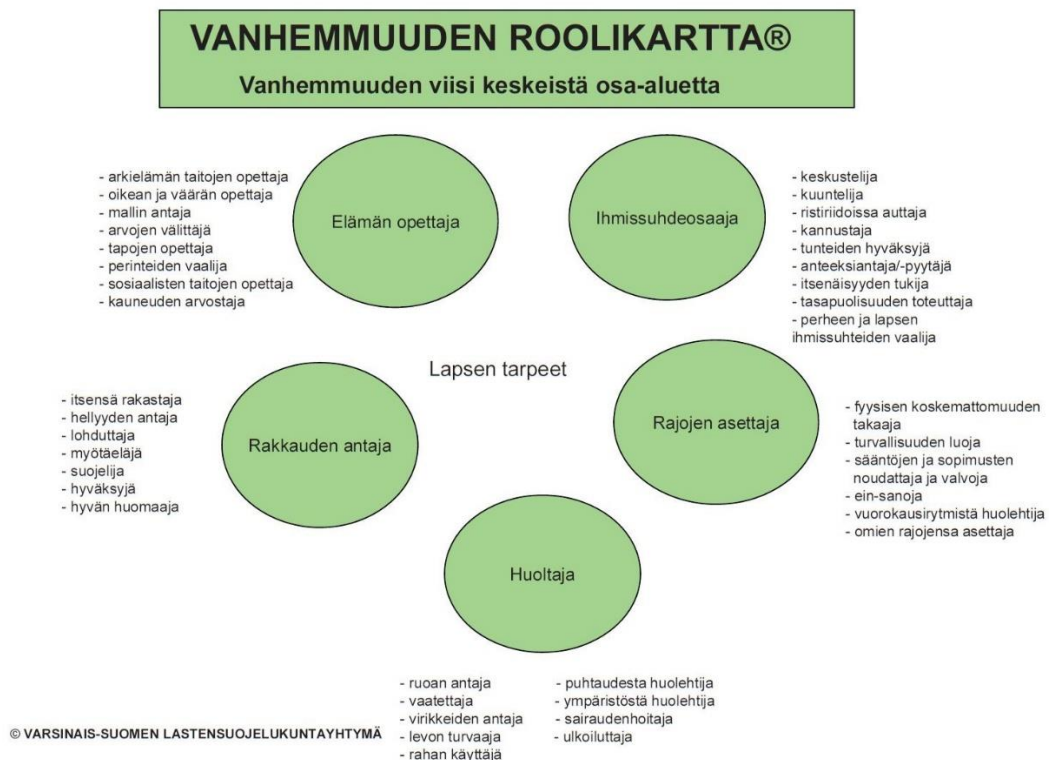 VANHEMMUUDEN ROOLIKARTTA®
Vanhemmuuden viisi keskeistä osa-aluetta
- arkielämän taitojen opettaja
- oikean ja väärän opettaja
- mallin antaja
- arvojen välittäjä
- tapojen opettaja
- perinteiden vaalija
- sosiaalisten taitojen opettaja
- kauneuden arvostaja
Elämän opettaja
Ihmissuhdeosaaja
- keskustelija
- kuuntelija
- ristiriidoissa auttaja
- kannustaja
- tunteiden hyväksyjä
- anteeksiantaja/-pyytäjä
- itsenäisyyden tukija
- tasapuolisuuden toteuttaja
- perheen ja lapsen
ihmissuhteiden vaalija
Lapsen tarpeet
- itsensä rakastaja
- hellyyden antaja
- lohduttaja
- myötäeläjä
- suojelija
- hyväksyjä
- hyvän huomaaja
Rakkauden antaja
Rajojen asettaja
- fyysisen koskemattomuuden
takaaja
- turvallisuuden luoja
- sääntöjen ja sopimusten
noudattaja ja valvoja
- ein-sanoja
- vuorokausirytmistä huolehtija
- omien rajojensa asettaja
Huoltaja
- ruoan antaja
- vaatettaja
- virikkeiden antaja
- levon turvaaja
- rahan käyttäjä
- puhtaudesta huolehtija
- ympäristöstä huolehtija
- sairaudenhoitaja
- ulkoiluttaja
© VARSINAIS-SUOMEN LASTENSUOJELUKUNTAYHTYMÄ